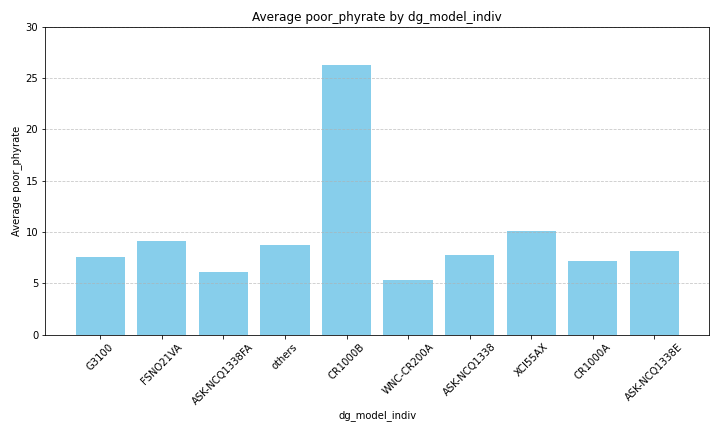 Average poor_phyrate by dg_model_indiv
30
25
20
15
10
5
0
Average poor_phyrate
G3100
FSNO21VA
ASK-NCQ1338FA
others
CR1000B
WNC-CR200A
ASK-NCQ1338
XCI55AX
CR1000A
ASK-NCQ1338E
dg_model_indiv